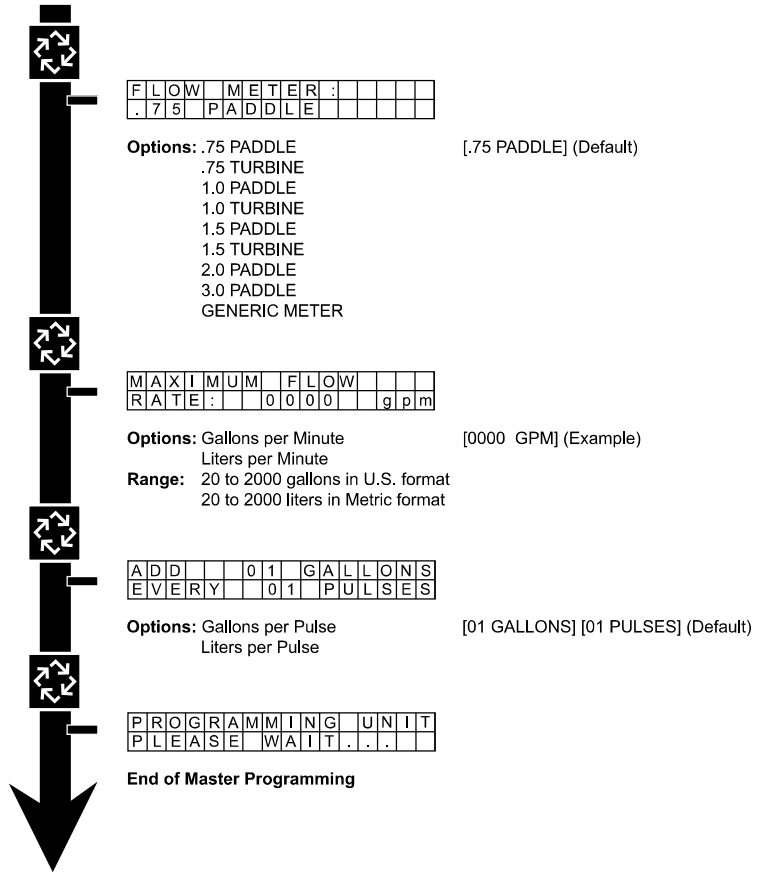 FLOW METER:
.75 PADDLE
Options: .75 PADDLE [.75 PADDLE] (Default)
.75 TURBINE
1.0 PADDLE
1.0 TURBINE
1.5 PADDLE
1.5 TURBINE
2.0 PADDLE
3.0 PADDLE
GENERIC METER
MAXIMUM FLOW
RATE: 0000 gpm
Options: Gallons per Minute [0000 GPM] (Example)
Liters per Minute
Range: 20 to 2000 gallons in U.S. format
20 to 2000 liters in Metric format
ADD 01 GALLONS
EVERY 01 PULSES
Options: Gallons per Pulse [01 GALLONS] [01 PULSES] (Default)
Liters per Pulse
PROGRAMMING UNIT
PLEASE WAIT...
End of Master Programming